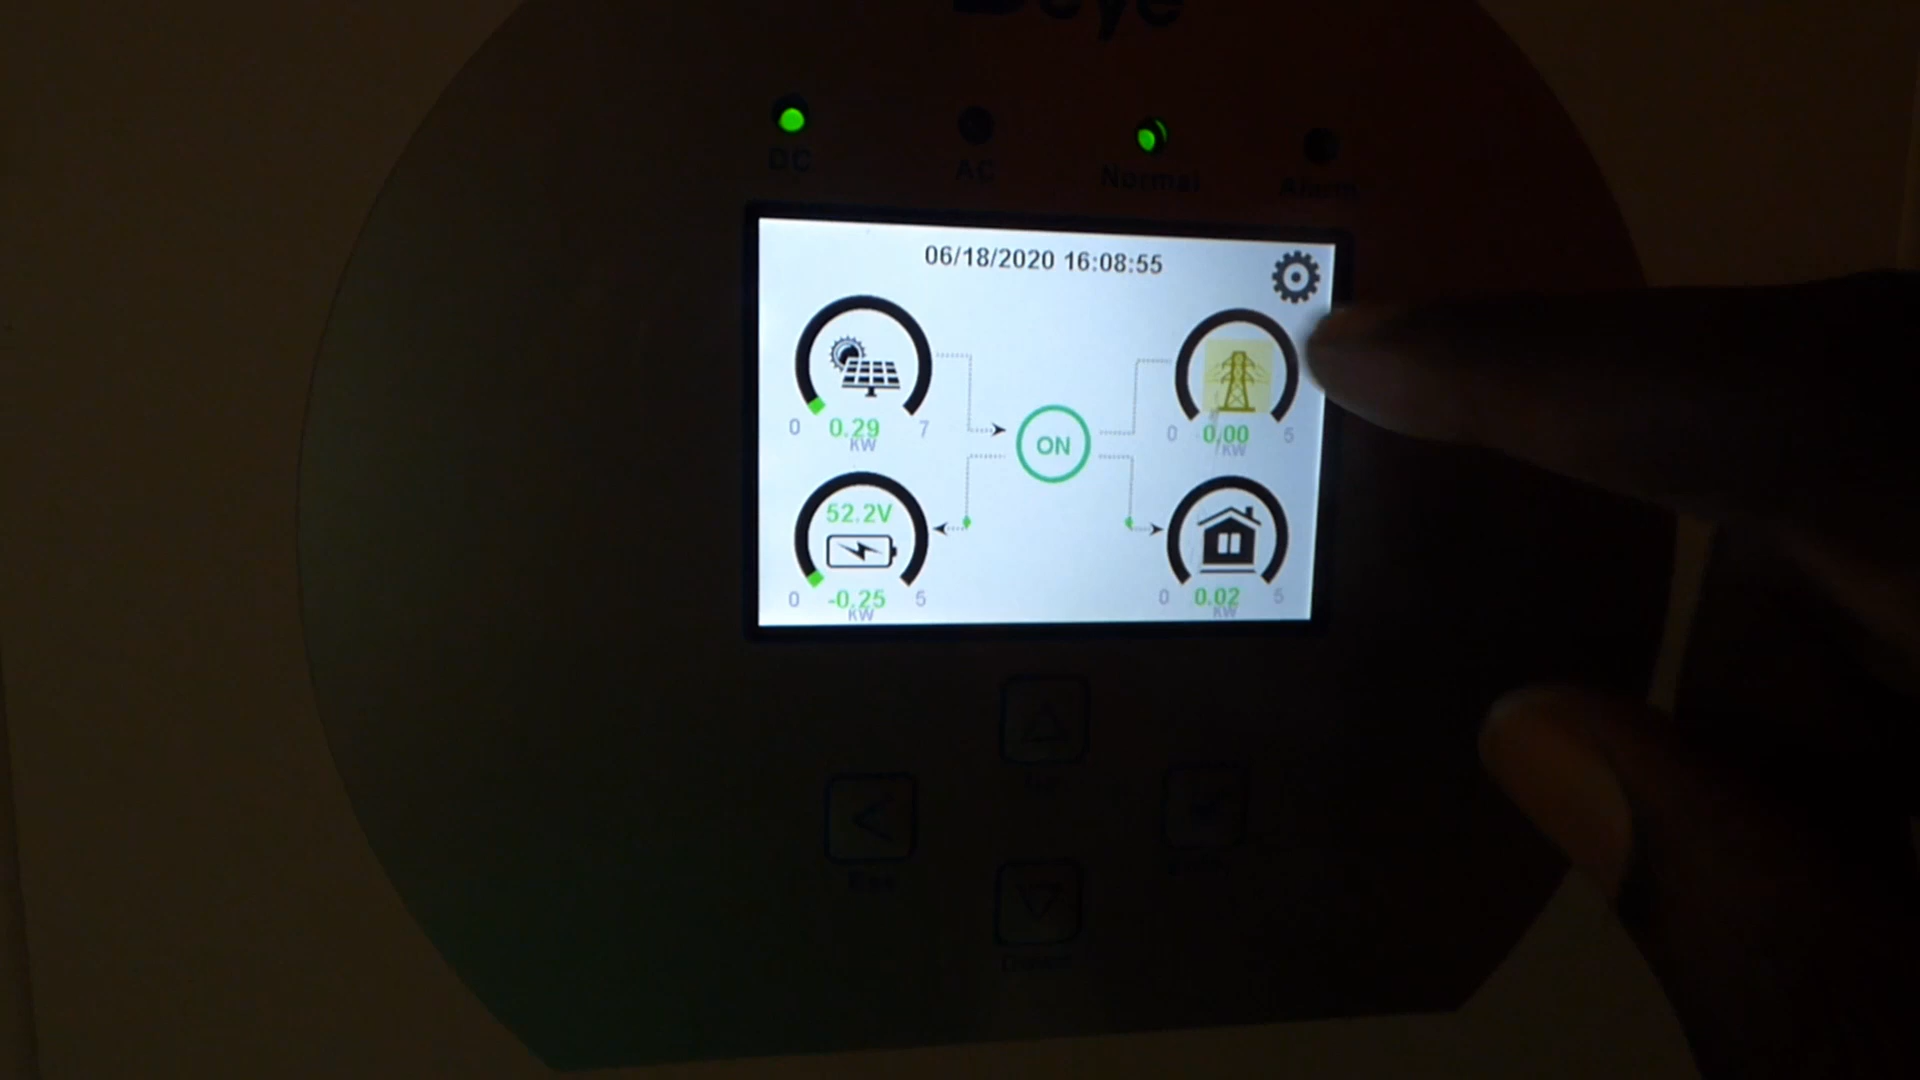 Deye
DC AC Normal Alarm
06/18/2020 16:08:55
0 0.29 7
KW
0 0.00 5
KW
ON
52.2V
0 -0.25 5
KW
0 0.02 5
KW